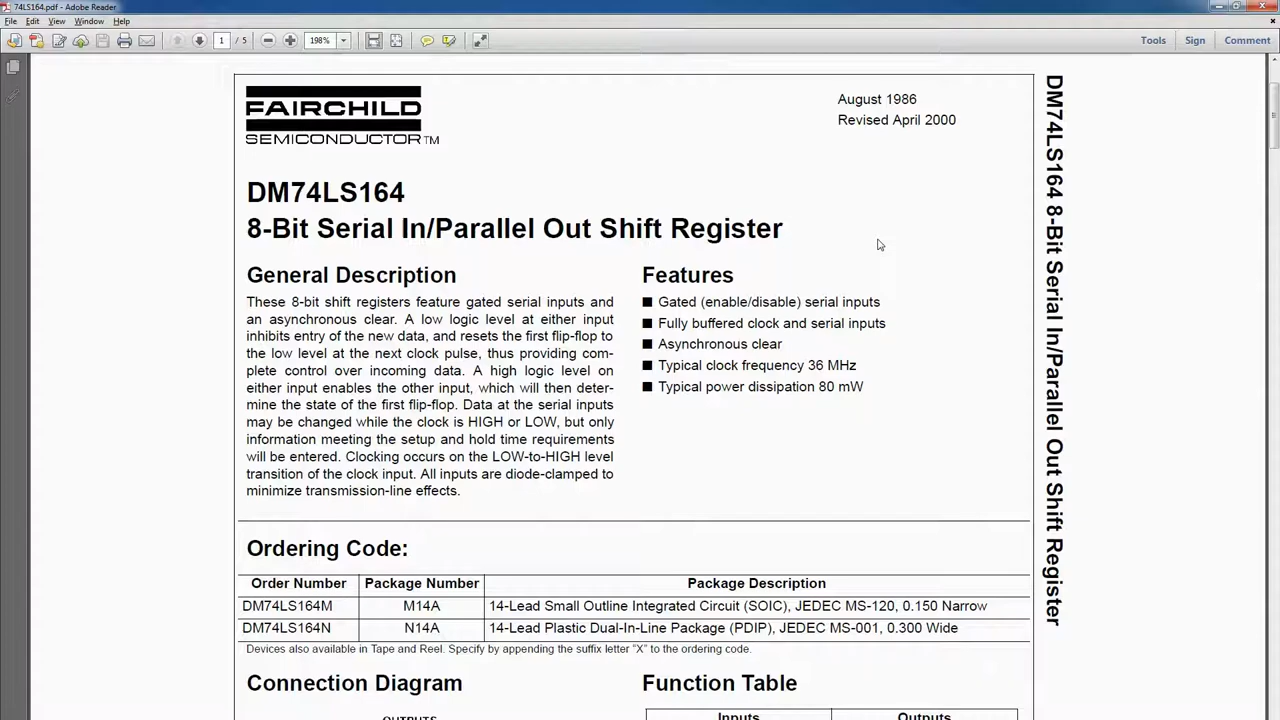 74LS164.pdf - Adobe Reader
File Edit View Window Help
1 / 5 198% Tools Sign Comment
FAIRCHILD
SEMICONDUCTOR™
August 1986
Revised April 2000
DM74LS164
8-Bit Serial In/Parallel Out Shift Register
General Description
These 8-bit shift registers feature gated serial inputs and
an asynchronous clear. A low logic level at either input
inhibits entry of the new data, and resets the first flip-flop to
the low level at the next clock pulse, thus providing com-
plete control over incoming data. A high logic level on
either input enables the other input, which will then deter-
mine the state of the first flip-flop. Data at the serial inputs
may be changed while the clock is HIGH or LOW, but only
information meeting the setup and hold time requirements
will be entered. Clocking occurs on the LOW-to-HIGH level
transition of the clock input. All inputs are diode-clamped to
minimize transmission-line effects.
Features
■ Gated (enable/disable) serial inputs
■ Fully buffered clock and serial inputs
■ Asynchronous clear
■ Typical clock frequency 36 MHz
■ Typical power dissipation 80 mW
Ordering Code:
Order Number Package Number Package Description
DM74LS164M M14A 14-Lead Small Outline Integrated Circuit (SOIC), JEDEC MS-120, 0.150 Narrow
DM74LS164N N14A 14-Lead Plastic Dual-In-Line Package (PDIP), JEDEC MS-001, 0.300 Wide
Devices also available in Tape and Reel. Specify by appending the suffix letter "X" to the ordering code.
Connection Diagram
OUTPUTS
Function Table
Inputs Outputs
DM74LS164 8-Bit Serial In/Parallel Out Shift Register